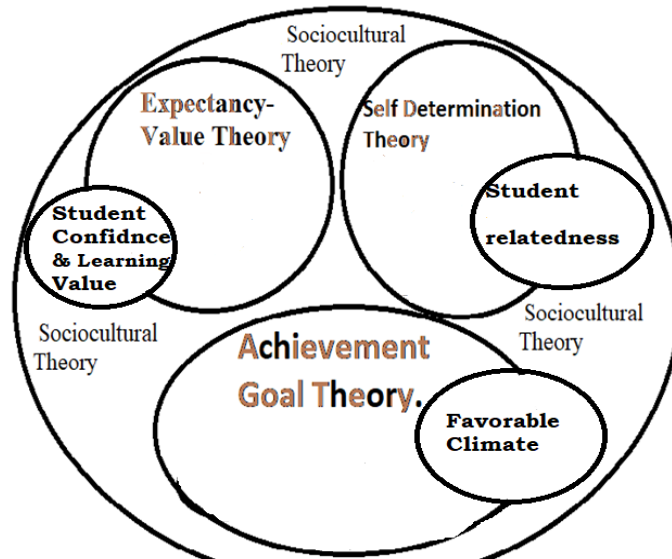 Sociocultural
Theory
Expectancy-
Value Theory
Self Determination
Theory
Student
Confidnce
& Learning
Value
Student
relatedness
Sociocultural
Theory
Sociocultural
Theory
Achievement
Goal Theory.
Favorable
Climate